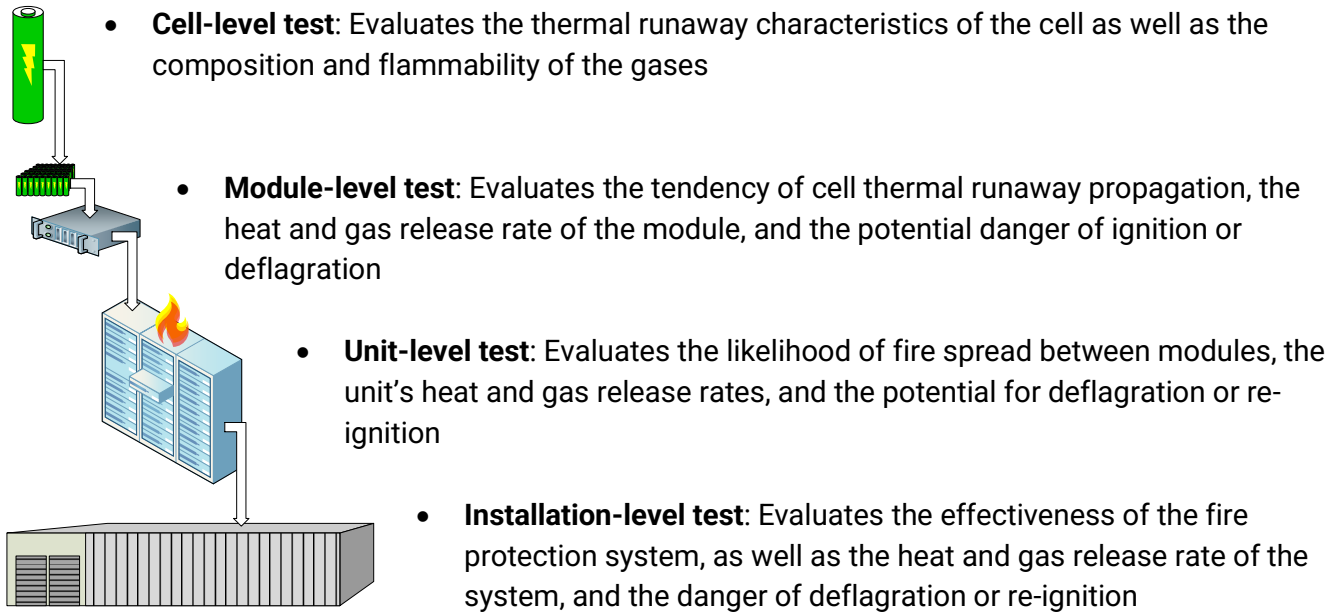 • Cell-level test: Evaluates the thermal runaway characteristics of the cell as well as the
composition and flammability of the gases
• Module-level test: Evaluates the tendency of cell thermal runaway propagation, the
heat and gas release rate of the module, and the potential danger of ignition or
deflagration
• Unit-level test: Evaluates the likelihood of fire spread between modules, the
unit’s heat and gas release rates, and the potential for deflagration or re-
ignition
• Installation-level test: Evaluates the effectiveness of the fire
protection system, as well as the heat and gas release rate of the
system, and the danger of deflagration or re-ignition